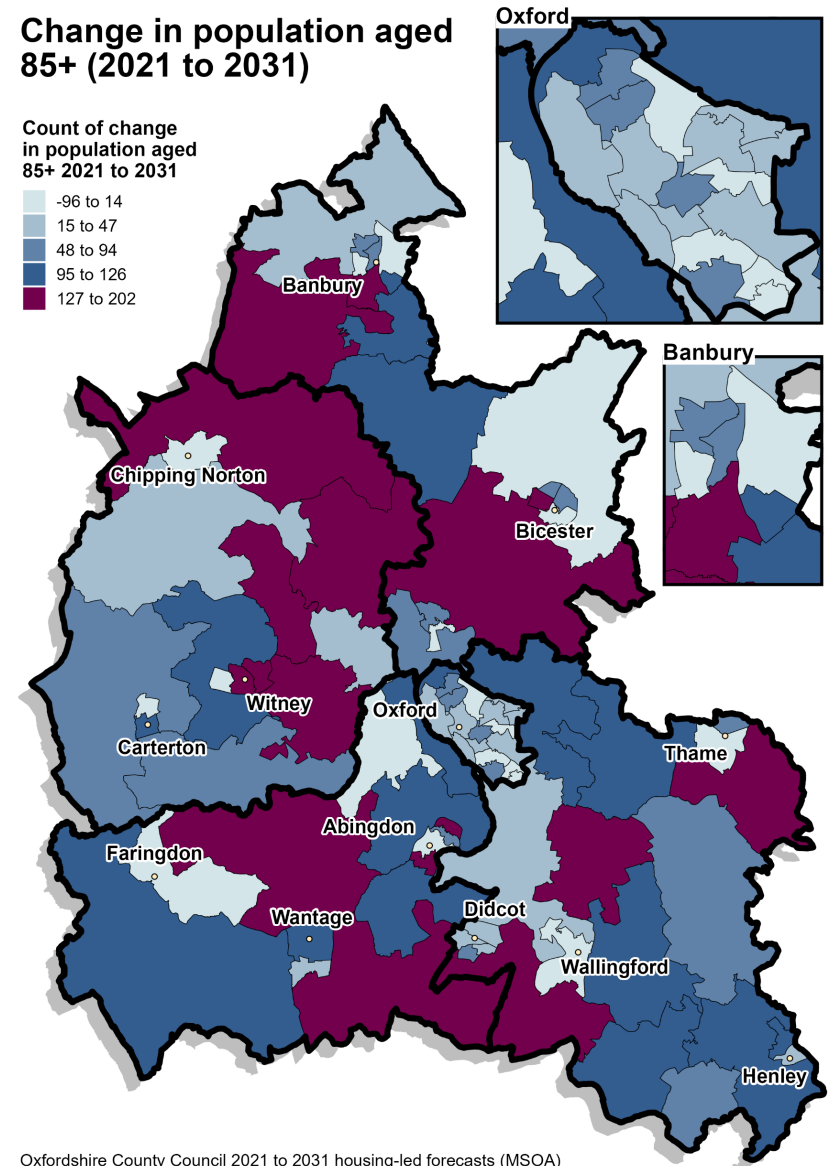 Change in population aged
85+ (2021 to 2031)
Count of change
in population aged
85+ 2021 to 2031
-96 to 14
15 to 47
48 to 94
95 to 126
127 to 202
Oxford
Banbury
Banbury
Chipping Norton
Bicester
Witney
Oxford
Carterton
Thame
Abingdon
Faringdon
Didcot
Wantage
Wallingford
Henley
Oxfordshire County Council 2021 to 2031 housing-led forecasts (MSOA)